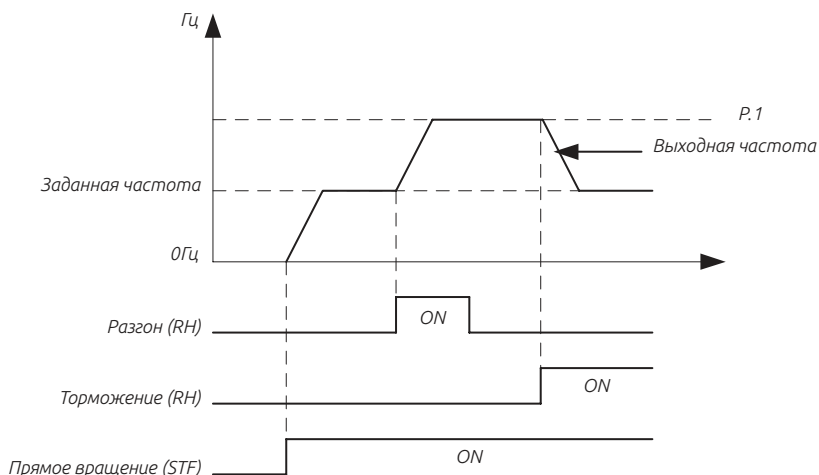 Гц
P.1
Выходная частота
Заданная частота
0Гц
Разгон (RH)
ON
Торможение (RH)
ON
Прямое вращение (STF)
ON